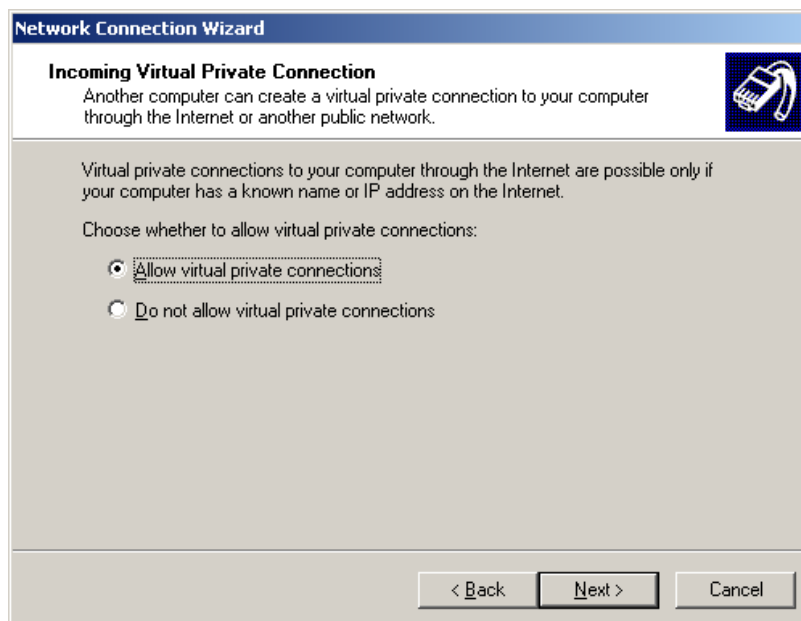 Network Connection Wizard
Incoming Virtual Private Connection
Another computer can create a virtual private connection to your computer
through the Internet or another public network.
Virtual private connections to your computer through the Internet are possible only if
your computer has a known name or IP address on the Internet.
Choose whether to allow virtual private connections:
Allow virtual private connections
Do not allow virtual private connections
< Back Next > Cancel